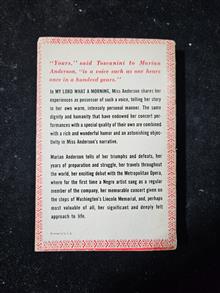 "Yours," said Toscanini to Marian
Anderson, "is a voice such as one hears
once in a hundred years."
In MY LORD WHAT A MORNING, Miss Anderson shares her
experiences as possessor of such a voice, telling her story
in her own warm, intensely personal manner. The same
dignity and humanity that have endowed her concert per-
formances with a special quality of their own are combined
with a rich and wonderful humor and an astonishing objec-
tivity in Miss Anderson's narrative.
Marian Anderson tells of her triumphs and defeats, her
years of preparation and struggle, her travels throughout
the world, her exciting debut with the Metropolitan Opera,
where for the first time a Negro artist sang as a regular
member of the company, her memorable concert given on
the steps of Washington's Lincoln Memorial, and, perhaps
most valuable of all, her significant and deeply felt
approach to life.
Printed in U.S.A.